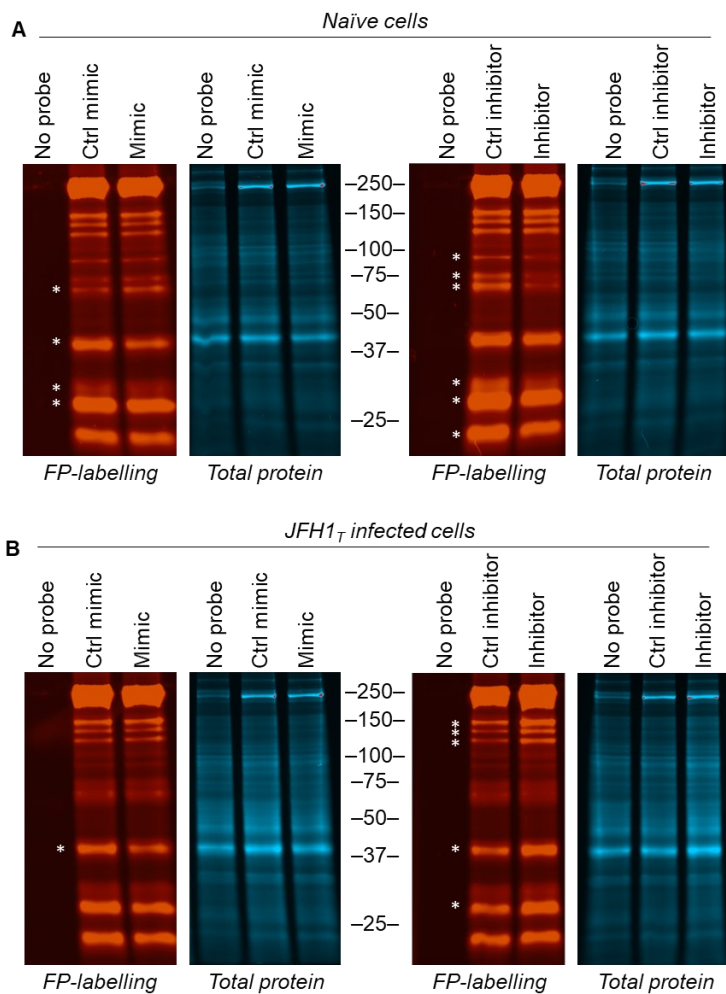 A
Naïve cells
No probe
Ctrl mimic
Mimic
No probe
Ctrl mimic
Mimic
No probe
Ctrl inhibitor
Inhibitor
No probe
Ctrl inhibitor
Inhibitor
–250–
–150–
–100–
–75–
–50–
–37–
–25–
*
*
*
*
*
*
*
*
*
*
FP-labelling
Total protein
FP-labelling
Total protein
B
JFH1T infected cells
No probe
Ctrl mimic
Mimic
No probe
Ctrl mimic
Mimic
No probe
Ctrl inhibitor
Inhibitor
No probe
Ctrl inhibitor
Inhibitor
–250–
–150–
–100–
–75–
–50–
–37–
–25–
*
*
**
*
*
*
FP-labelling
Total protein
FP-labelling
Total protein